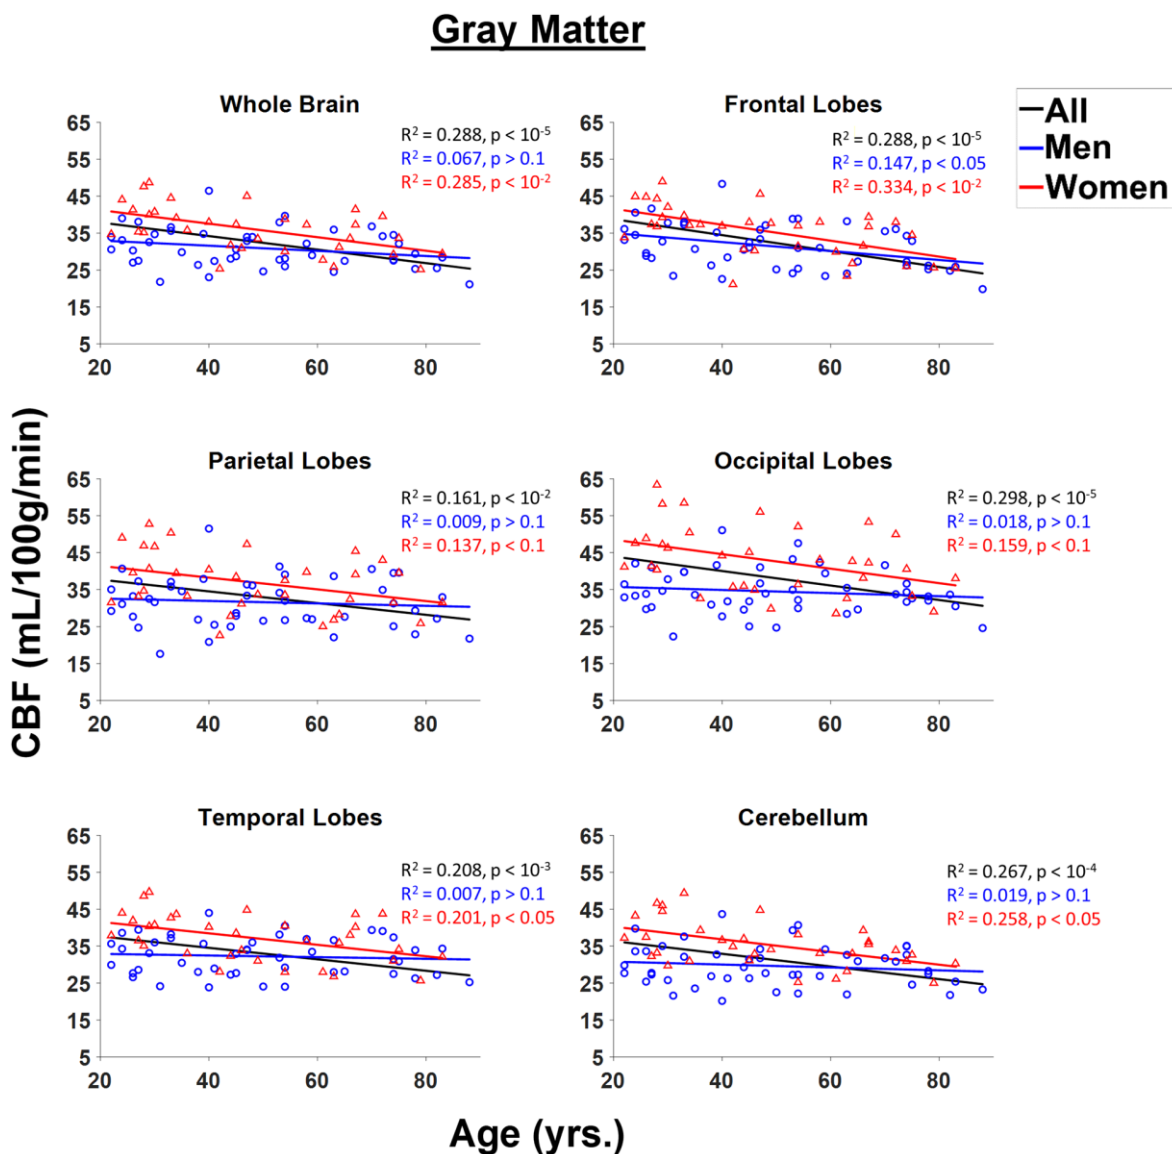 Gray Matter
All
Men
Women
CBF (mL/100g/min)
Whole Brain
R² = 0.288, p < 10⁻⁵
R² = 0.067, p > 0.1
R² = 0.285, p < 10⁻²
65
55
45
35
25
15
5
20
40
60
80
Frontal Lobes
R² = 0.288, p < 10⁻⁵
R² = 0.147, p < 0.05
R² = 0.334, p < 10⁻²
65
55
45
35
25
15
5
20
40
60
80
Parietal Lobes
R² = 0.161, p < 10⁻²
R² = 0.009, p > 0.1
R² = 0.137, p < 0.1
65
55
45
35
25
15
5
20
40
60
80
Occipital Lobes
R² = 0.298, p < 10⁻⁵
R² = 0.018, p > 0.1
R² = 0.159, p < 0.1
65
55
45
35
25
15
5
20
40
60
80
Temporal Lobes
R² = 0.208, p < 10⁻³
R² = 0.007, p > 0.1
R² = 0.201, p < 0.05
65
55
45
35
25
15
5
20
40
60
80
Cerebellum
R² = 0.267, p < 10⁻⁴
R² = 0.019, p > 0.1
R² = 0.258, p < 0.05
65
55
45
35
25
15
5
20
40
60
80
Age (yrs.)